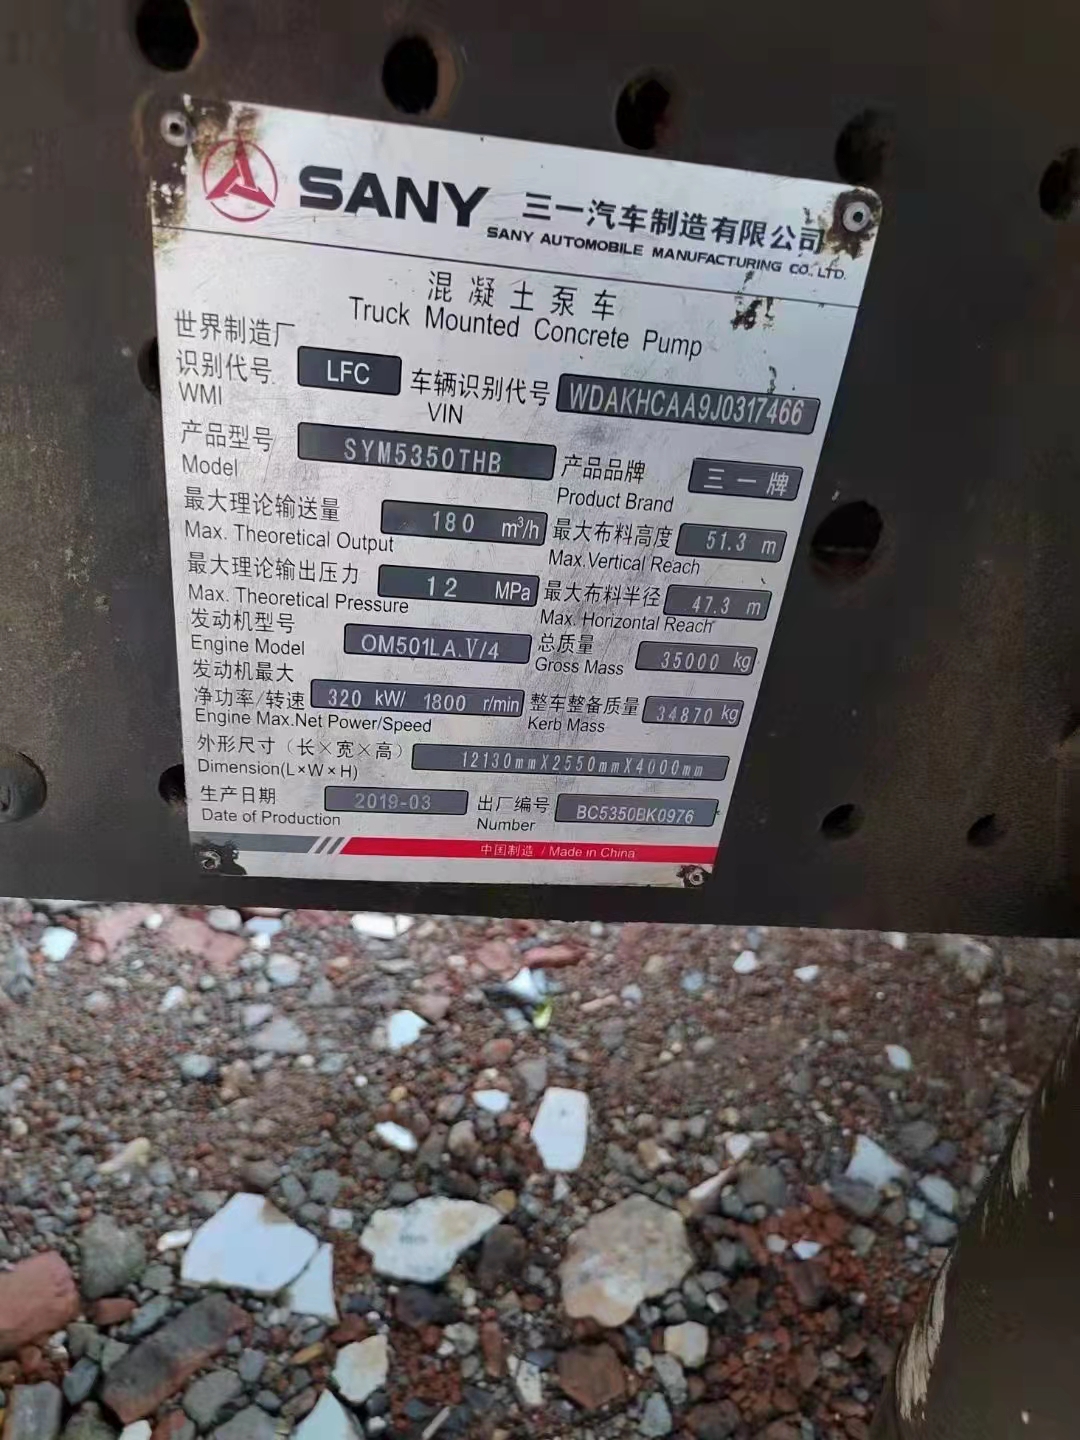 SANY 三一汽车制造有限公司
SANY AUTOMOBILE MANUFACTURING CO.,LTD.
混凝土泵车
Truck Mounted Concrete Pump
世界制造厂
识别代号 LFC 车辆识别代号 WDAKHCAA9J0317466
WMI VIN
产品型号 SYM5350THB 产品品牌 三一牌
Model Product Brand
最大理论输送量 180 m³/h 最大布料高度 51.3 m
Max. Theoretical Output Max.Vertical Reach
最大理论输出压力 12 MPa 最大布料半径 47.3 m
Max. Theoretical Pressure Max. Horizontal Reach
发动机型号 OM501LA.V/4 总质量 35000 kg
Engine Model Gross Mass
发动机最大
净功率/转速 320 kW/ 1800 r/min 整车整备质量 34870 kg
Engine Max.Net Power/Speed Kerb Mass
外形尺寸（长×宽×高） 12130mmX2550mmX4000mm
Dimension(L×W×H)
生产日期 2019-03 出厂编号 BC5350BK0976
Date of Production Number
中国制造 / Made in China